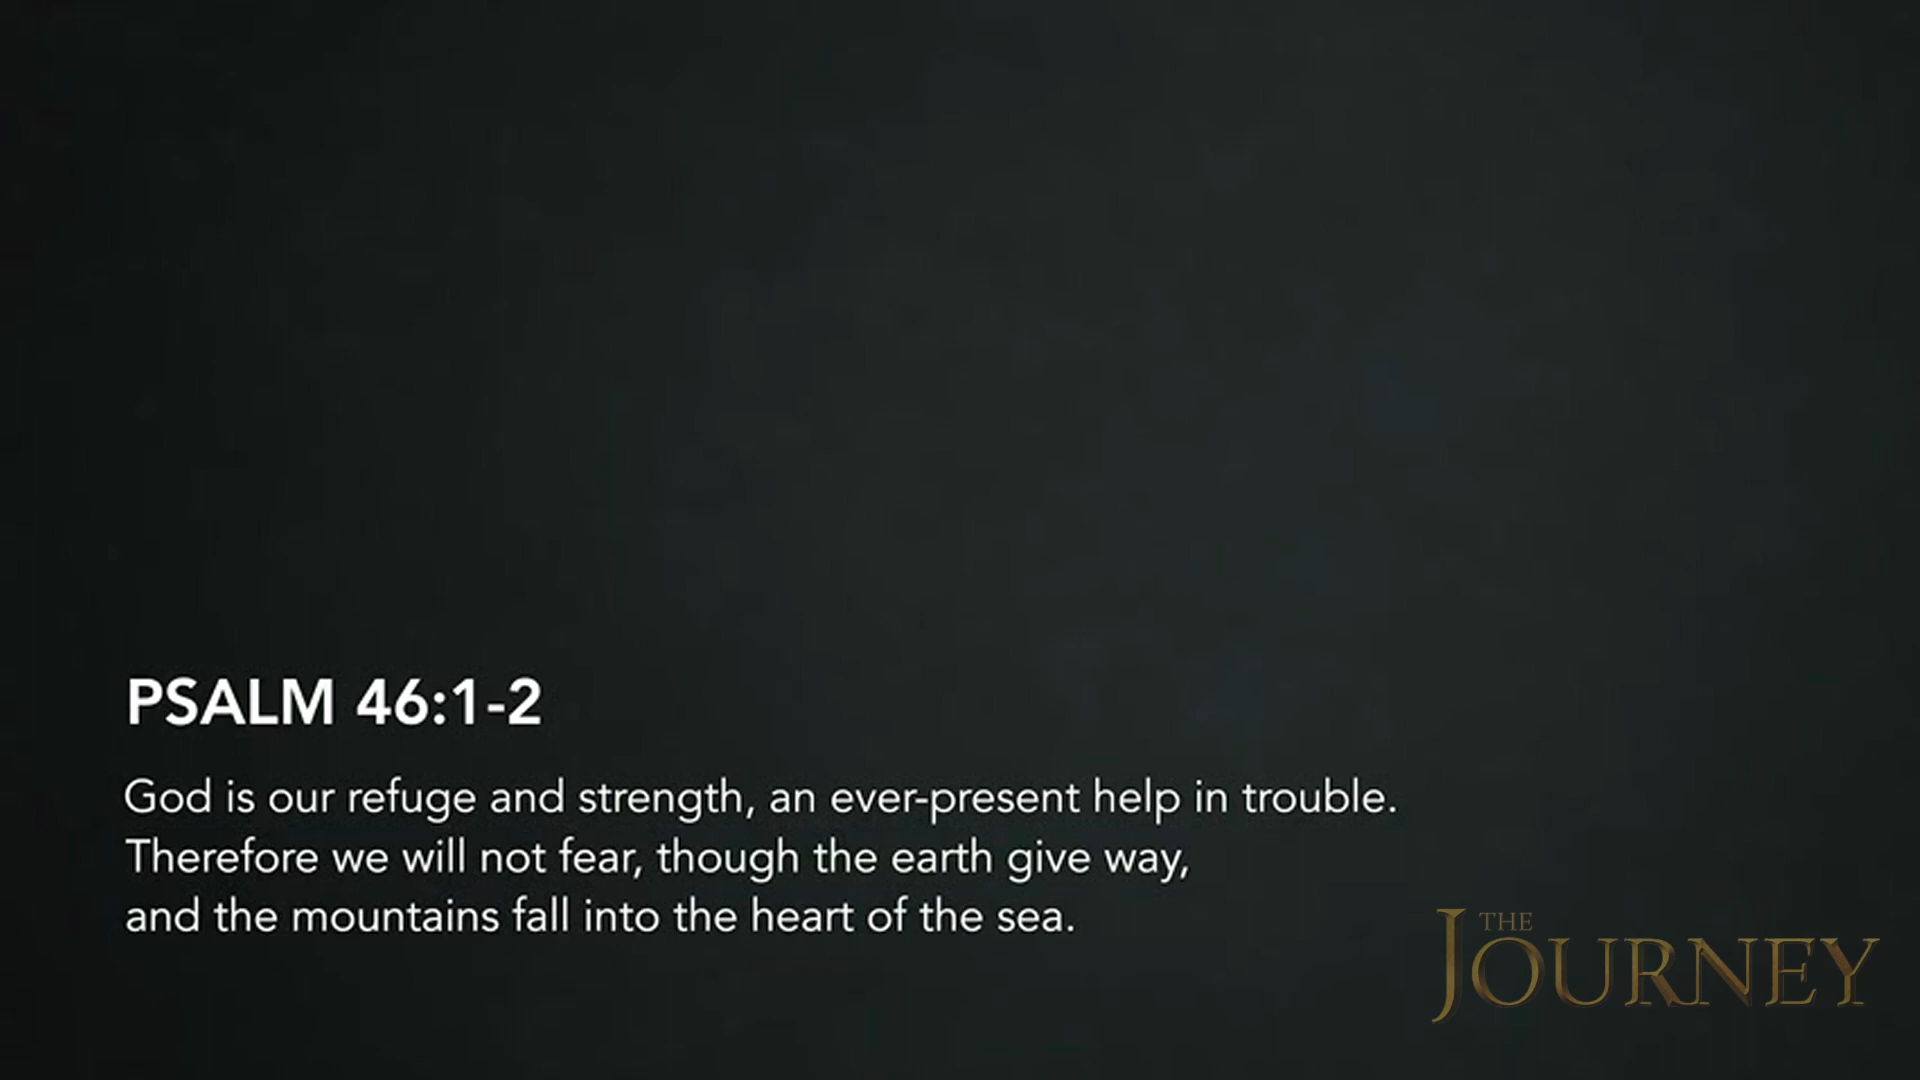 PSALM 46:1-2
God is our refuge and strength, an ever-present help in trouble.
Therefore we will not fear, though the earth give way,
and the mountains fall into the heart of the sea.
THE
JOURNEY